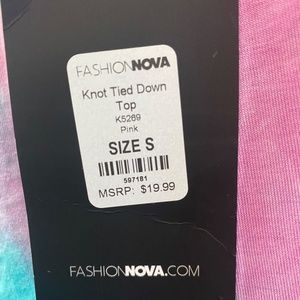 FASHIONNOVA
Knot Tied Down
Top
K5269
Pink
SIZE S
597181
MSRP: $19.99
FASHIONNOVA.COM